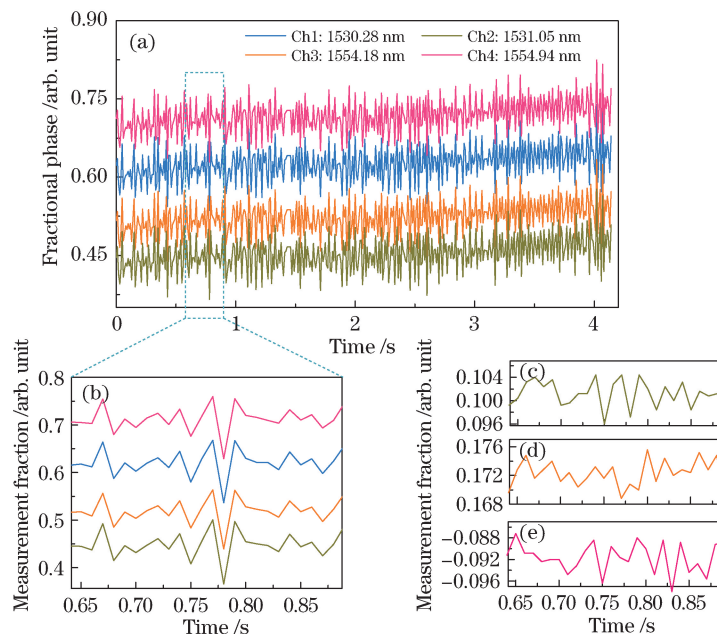 (a)
Ch1: 1530.28 nm
Ch2: 1531.05 nm
Ch3: 1554.18 nm
Ch4: 1554.94 nm
Fractional phase /arb. unit
0.90
0.75
0.60
0.45
0 1 2 3 4
Time /s
(b)
Measurement fraction /arb. unit
0.8
0.7
0.6
0.5
0.4
0.65 0.70 0.75 0.80 0.85
Time /s
Measurement fraction /arb. unit
(c)
0.104
0.100
0.096
(d)
0.176
0.172
0.168
(e)
−0.088
−0.092
−0.096
0.65 0.70 0.75 0.80 0.85
Time /s